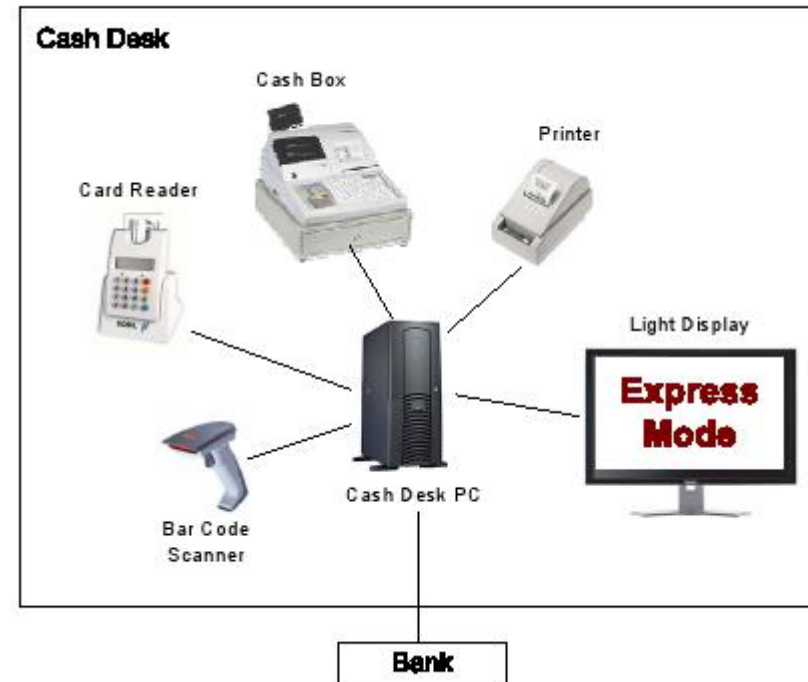 Cash Desk
Cash Box
Printer
Card Reader
Light Display
Express
Mode
Cash Desk PC
Bar Code
Scanner
Bank